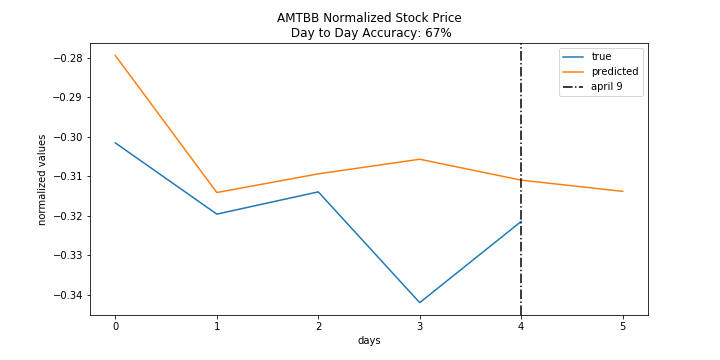 AMTBB Normalized Stock Price
Day to Day Accuracy: 67%
true
predicted
april 9
normalized values
−0.28
−0.29
−0.30
−0.31
−0.32
−0.33
−0.34
0 1 2 3 4 5
days